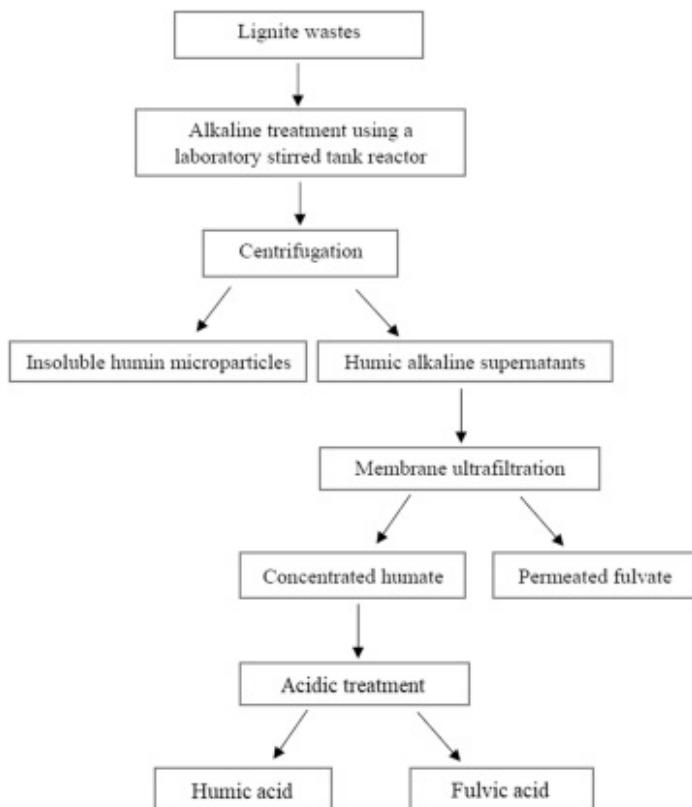 Lignite wastes
Alkaline treatment using a
laboratory stirred tank reactor
Centrifugation
Insoluble humin microparticles
Humic alkaline supernatants
Membrane ultrafiltration
Concentrated humate
Permeated fulvate
Acidic treatment
Humic acid
Fulvic acid